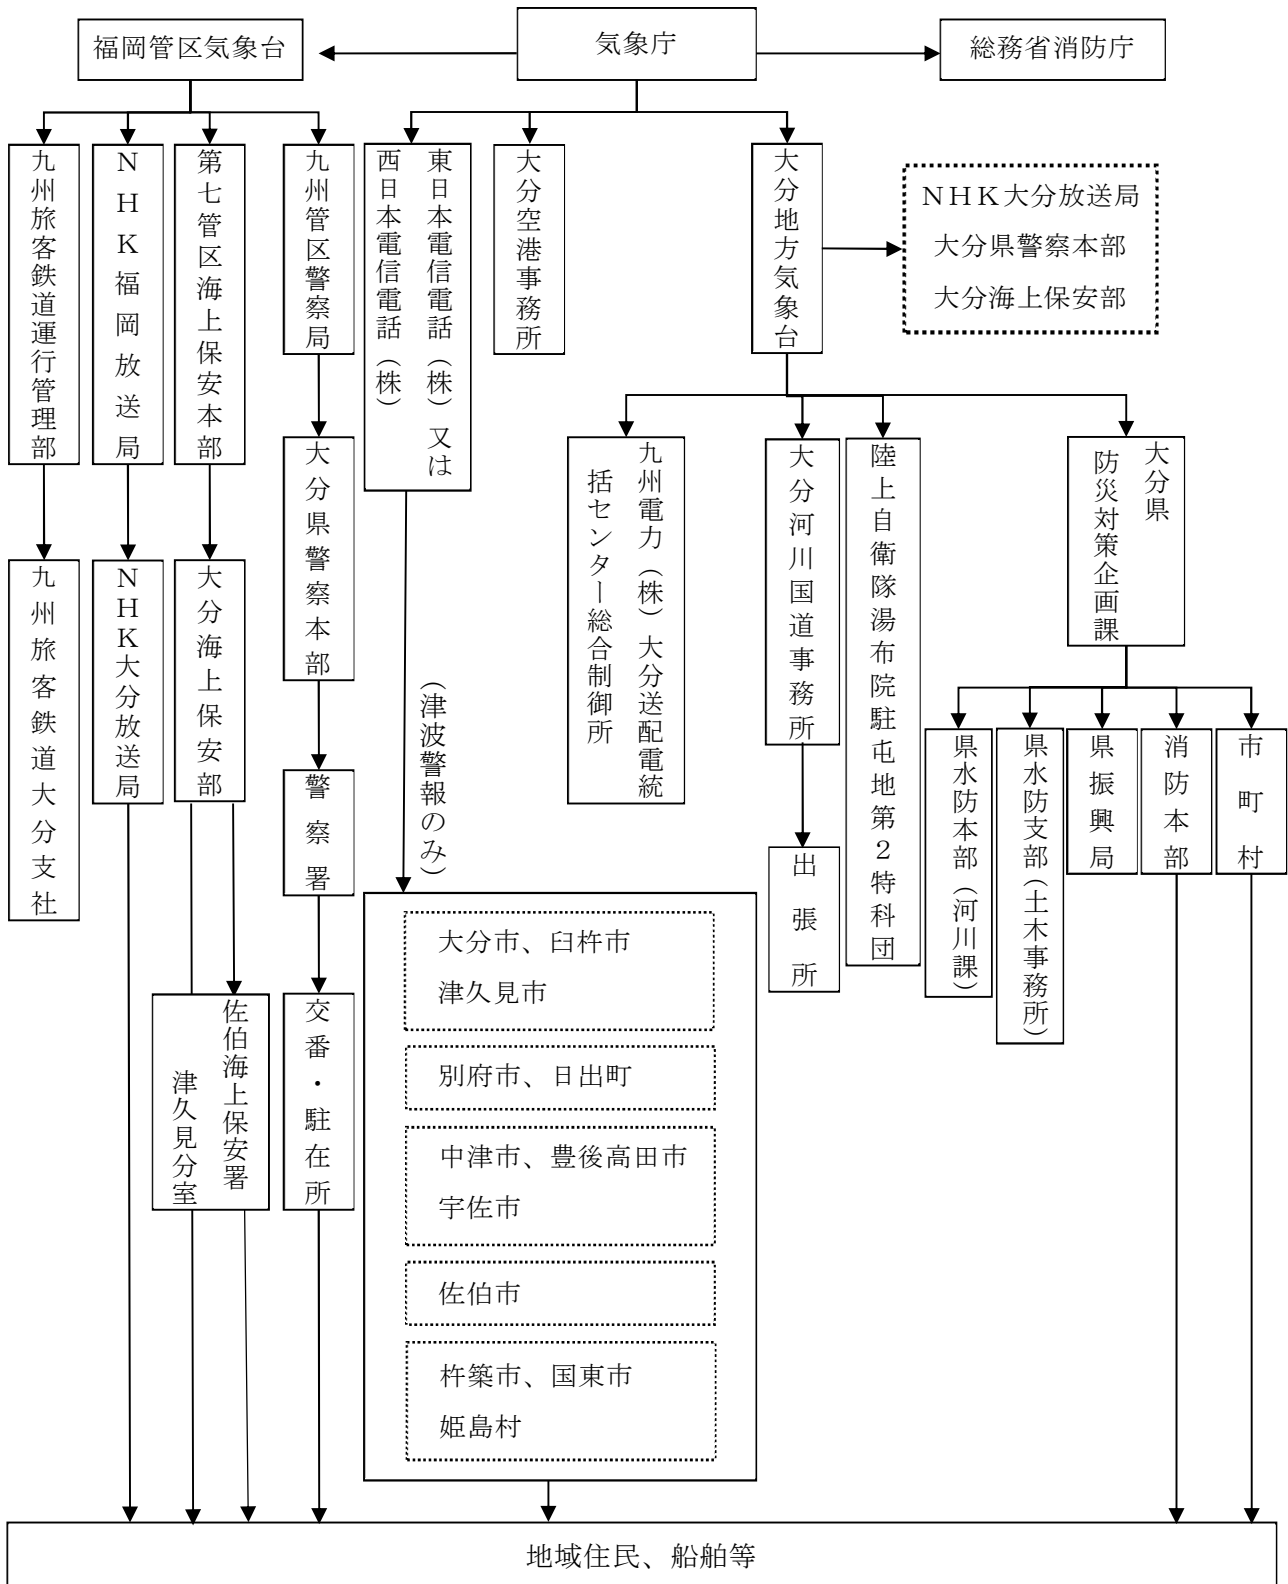 福岡管区気象台
気象庁
総務省消防庁
九州旅客鉄道運行管理部
ＮＨＫ福岡放送局
第七管区海上保安本部
九州管区警察局
東日本電信電話（株）又は
西日本電信電話（株）
大分空港事務所
大分地方気象台
ＮＨＫ大分放送局
大分県警察本部
大分海上保安部
九州旅客鉄道大分支社
ＮＨＫ大分放送局
大分海上保安部
大分県警察本部
（津波警報のみ）
九州電力（株）大分送配電統
括センター総合制御所
大分河川国道事務所
陸上自衛隊湯布院駐屯地第２特科団
大分県
防災対策企画課
警察署
出張所
県水防本部（河川課）
県水防支部（土木事務所）
県振興局
消防本部
市町村
佐伯海上保安署
津久見分室
交番・駐在所
大分市、臼杵市
津久見市
別府市、日出町
中津市、豊後高田市
宇佐市
佐伯市
杵築市、国東市
姫島村
地域住民、船舶等